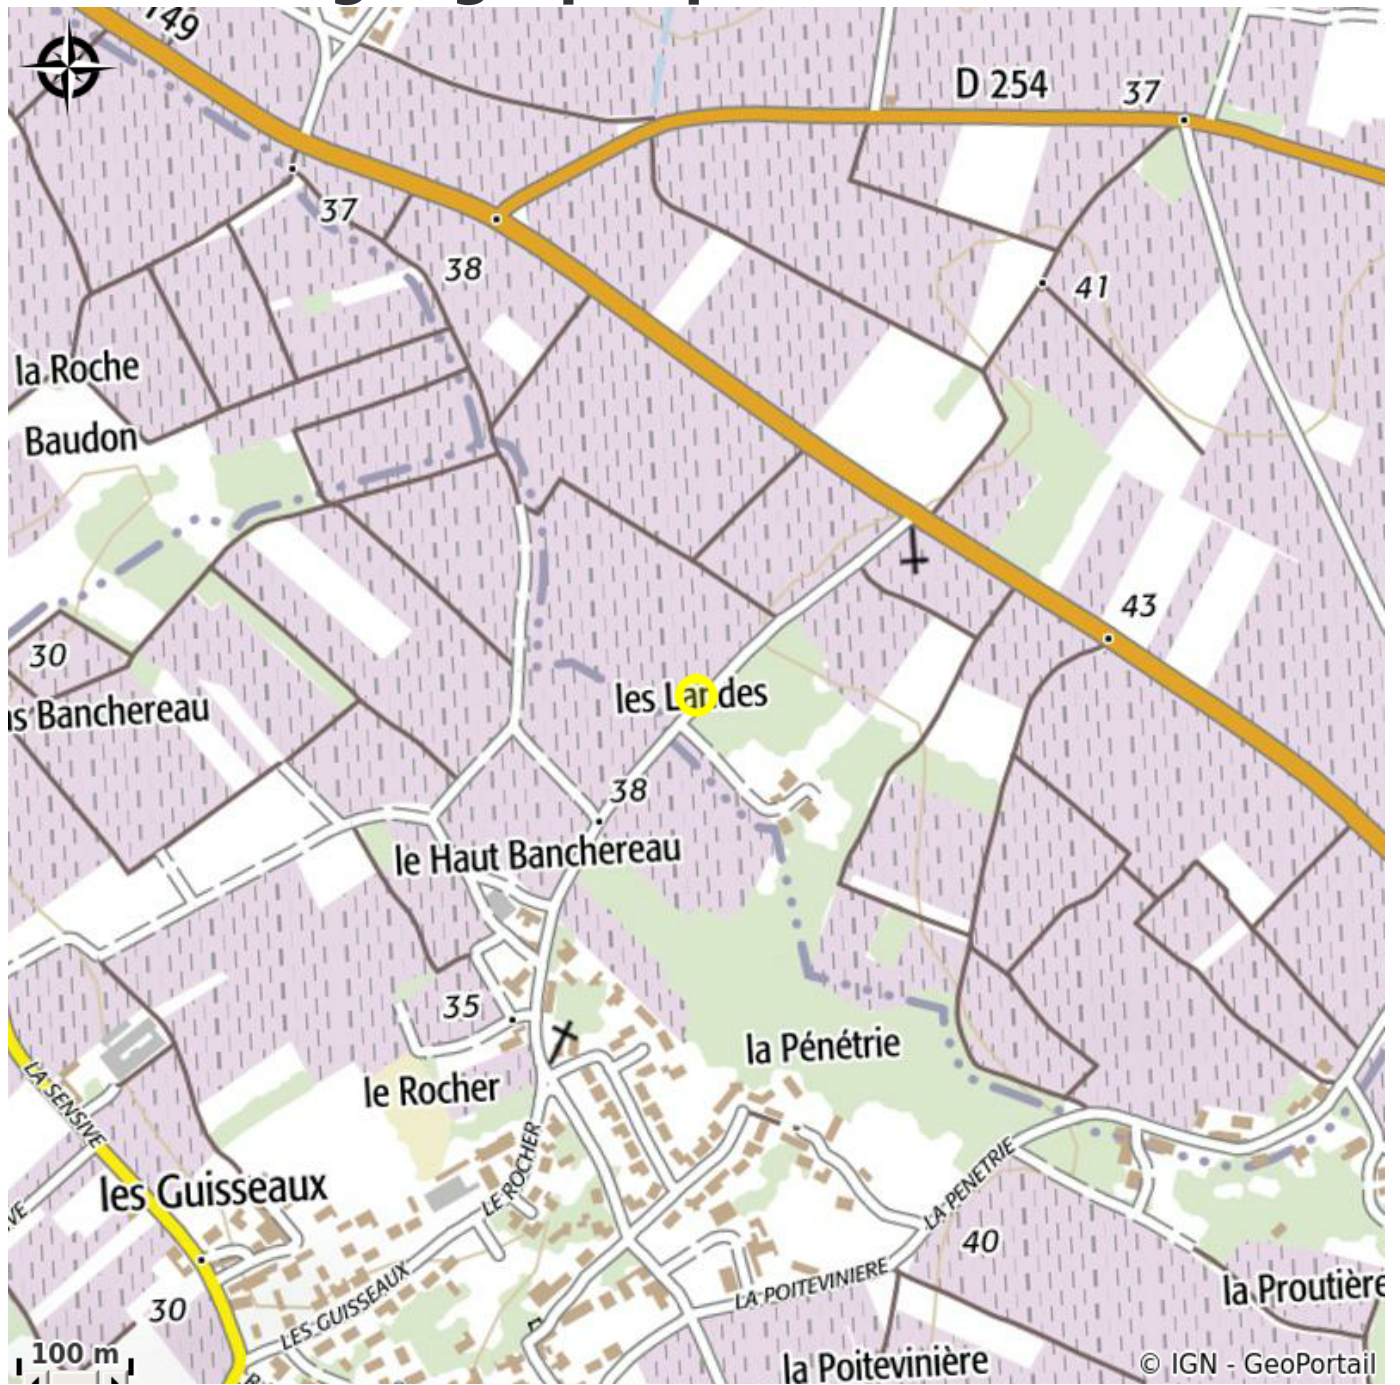 149
D 254
37
37
38
41
la Roche
Baudon
43
30
as Banchereau
les Landes
38
le Haut Banchereau
35
la Pénétrie
le Rocher
LA SENSIVE
LE ROCHER
LA PENETRIE
les Guisseaux
40
LES GUISSEAUX
LA POITEVINIERE
la Proutière
30
la Poitevinière
100 m
© IGN - GeoPortail